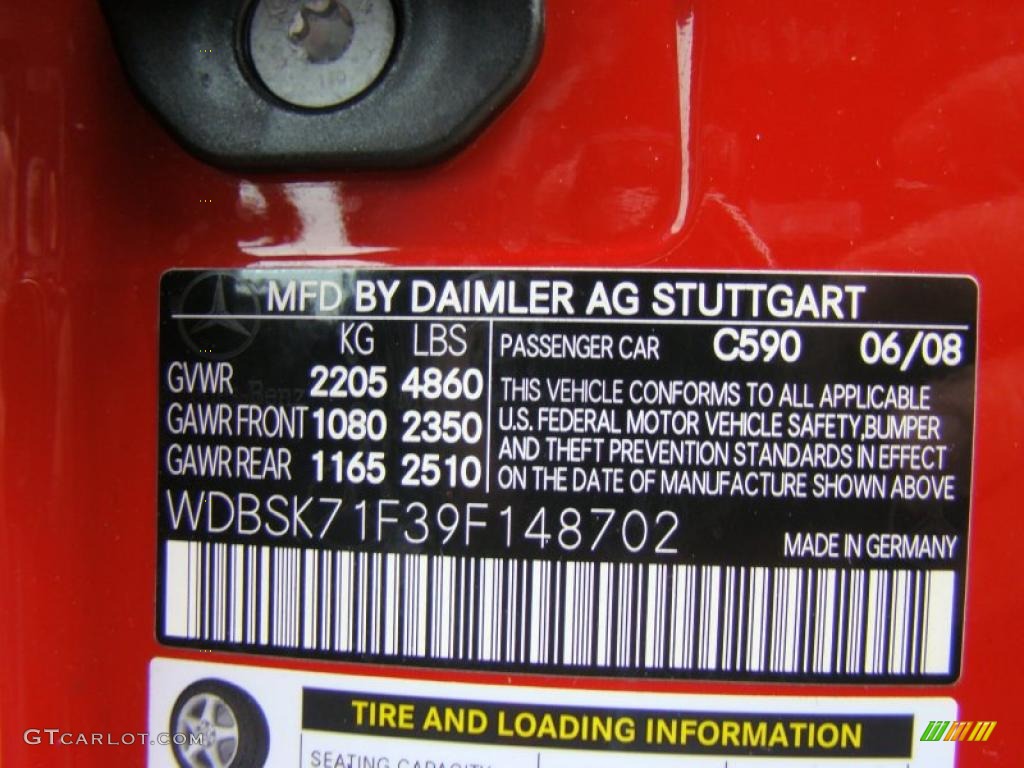 MFD BY DAIMLER AG STUTTGART
KG LBS
GVWR 2205 4860
GAWR FRONT 1080 2350
GAWR REAR 1165 2510
PASSENGER CAR C590 06/08
THIS VEHICLE CONFORMS TO ALL APPLICABLE
U.S. FEDERAL MOTOR VEHICLE SAFETY,BUMPER
AND THEFT PREVENTION STANDARDS IN EFFECT
ON THE DATE OF MANUFACTURE SHOWN ABOVE
WDBSK71F39F148702
MADE IN GERMANY
TIRE AND LOADING INFORMATION
SEATING CAPACITY
GTCARLOT.COM